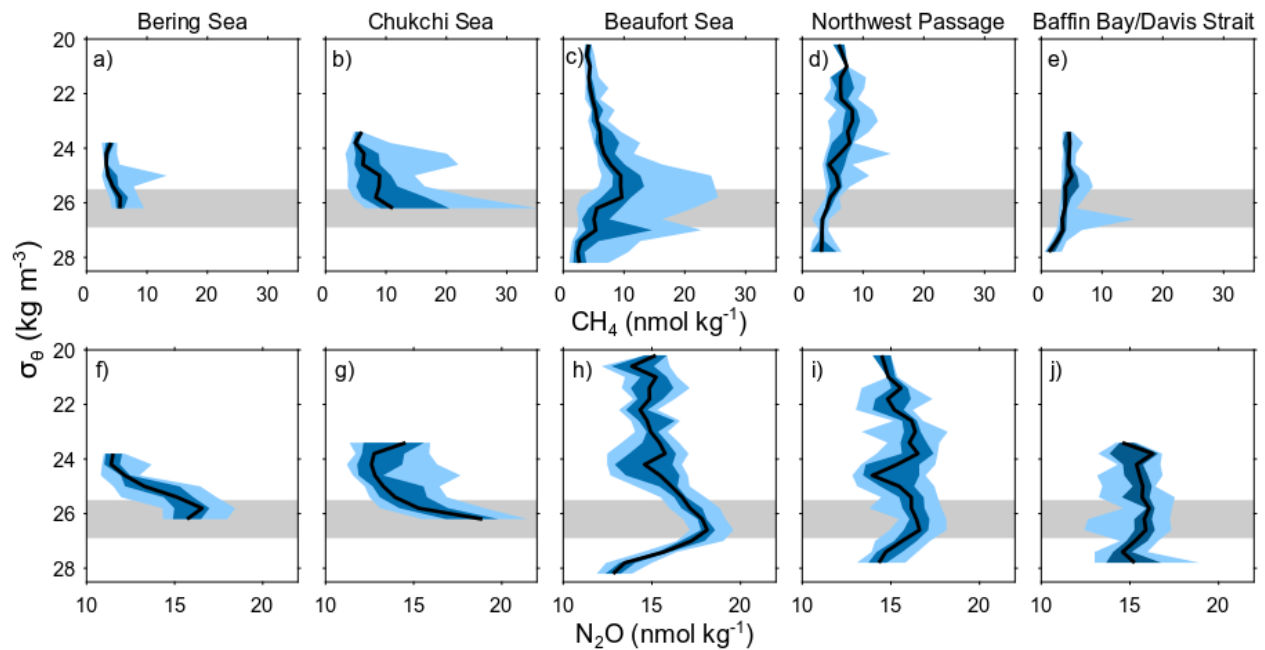 Bering Sea Chukchi Sea Beaufort Sea Northwest Passage Baffin Bay/Davis Strait
20
22
24
26
28
a) b) c) d) e)
0 10 20 30 0 10 20 30 0 10 20 30 0 10 20 30 0 10 20 30
CH₄ (nmol kg⁻¹)
σ_θ (kg m⁻³)
20
22
24
26
28
f) g) h) i) j)
10 15 20 10 15 20 10 15 20 10 15 20 10 15 20
N₂O (nmol kg⁻¹)